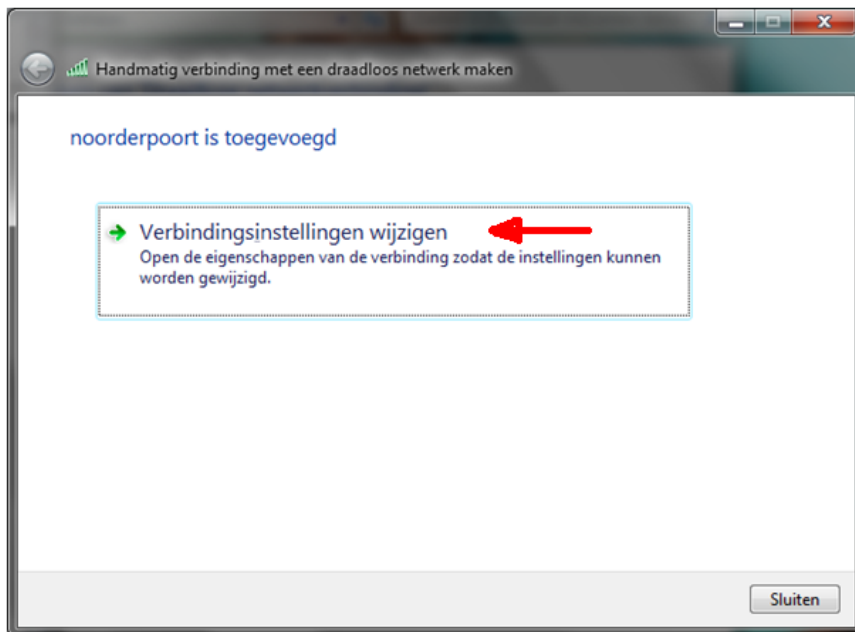 Handmatig verbinding met een draadloos netwerk maken
noorderpoort is toegevoegd
Verbindingsinstellingen wijzigen
Open de eigenschappen van de verbinding zodat de instellingen kunnen
worden gewijzigd.
Sluiten